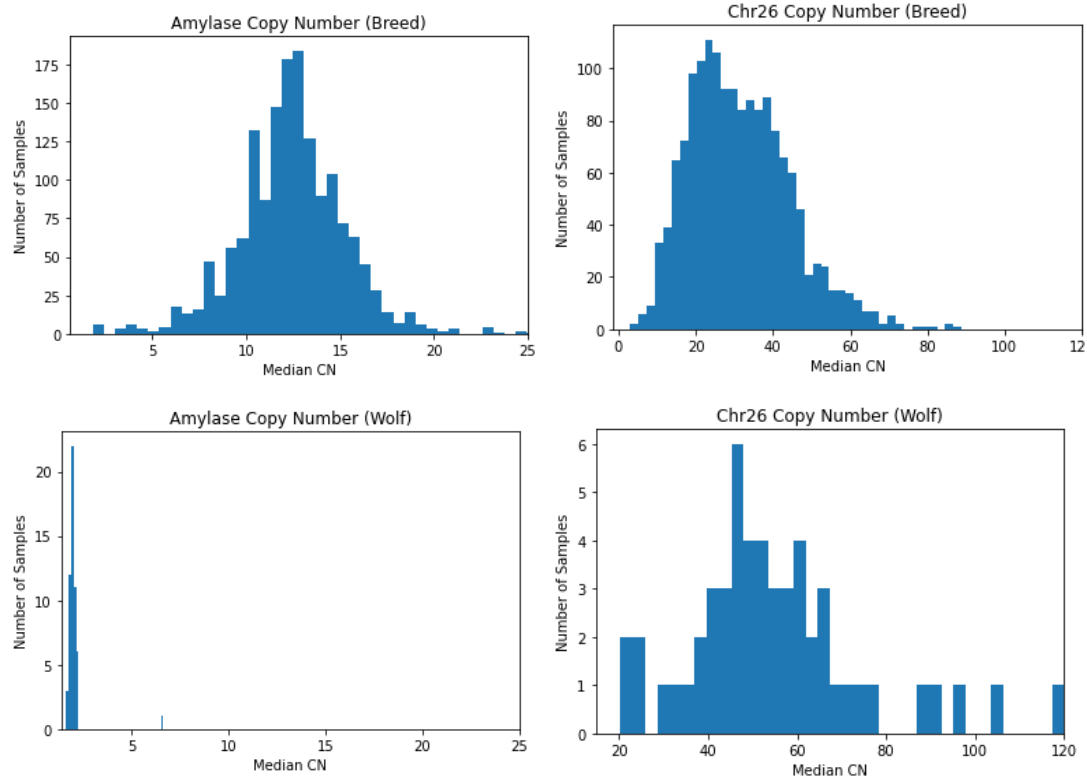 Amylase Copy Number (Breed)
Number of Samples
175
150
125
100
75
50
25
0
5 10 15 20 25
Median CN
Chr26 Copy Number (Breed)
Number of Samples
100
80
60
40
20
0
0 20 40 60 80 100 120
Median CN
Amylase Copy Number (Wolf)
Number of Samples
20
15
10
5
0
5 10 15 20 25
Median CN
Chr26 Copy Number (Wolf)
Number of Samples
6
5
4
3
2
1
0
20 40 60 80 100 120
Median CN